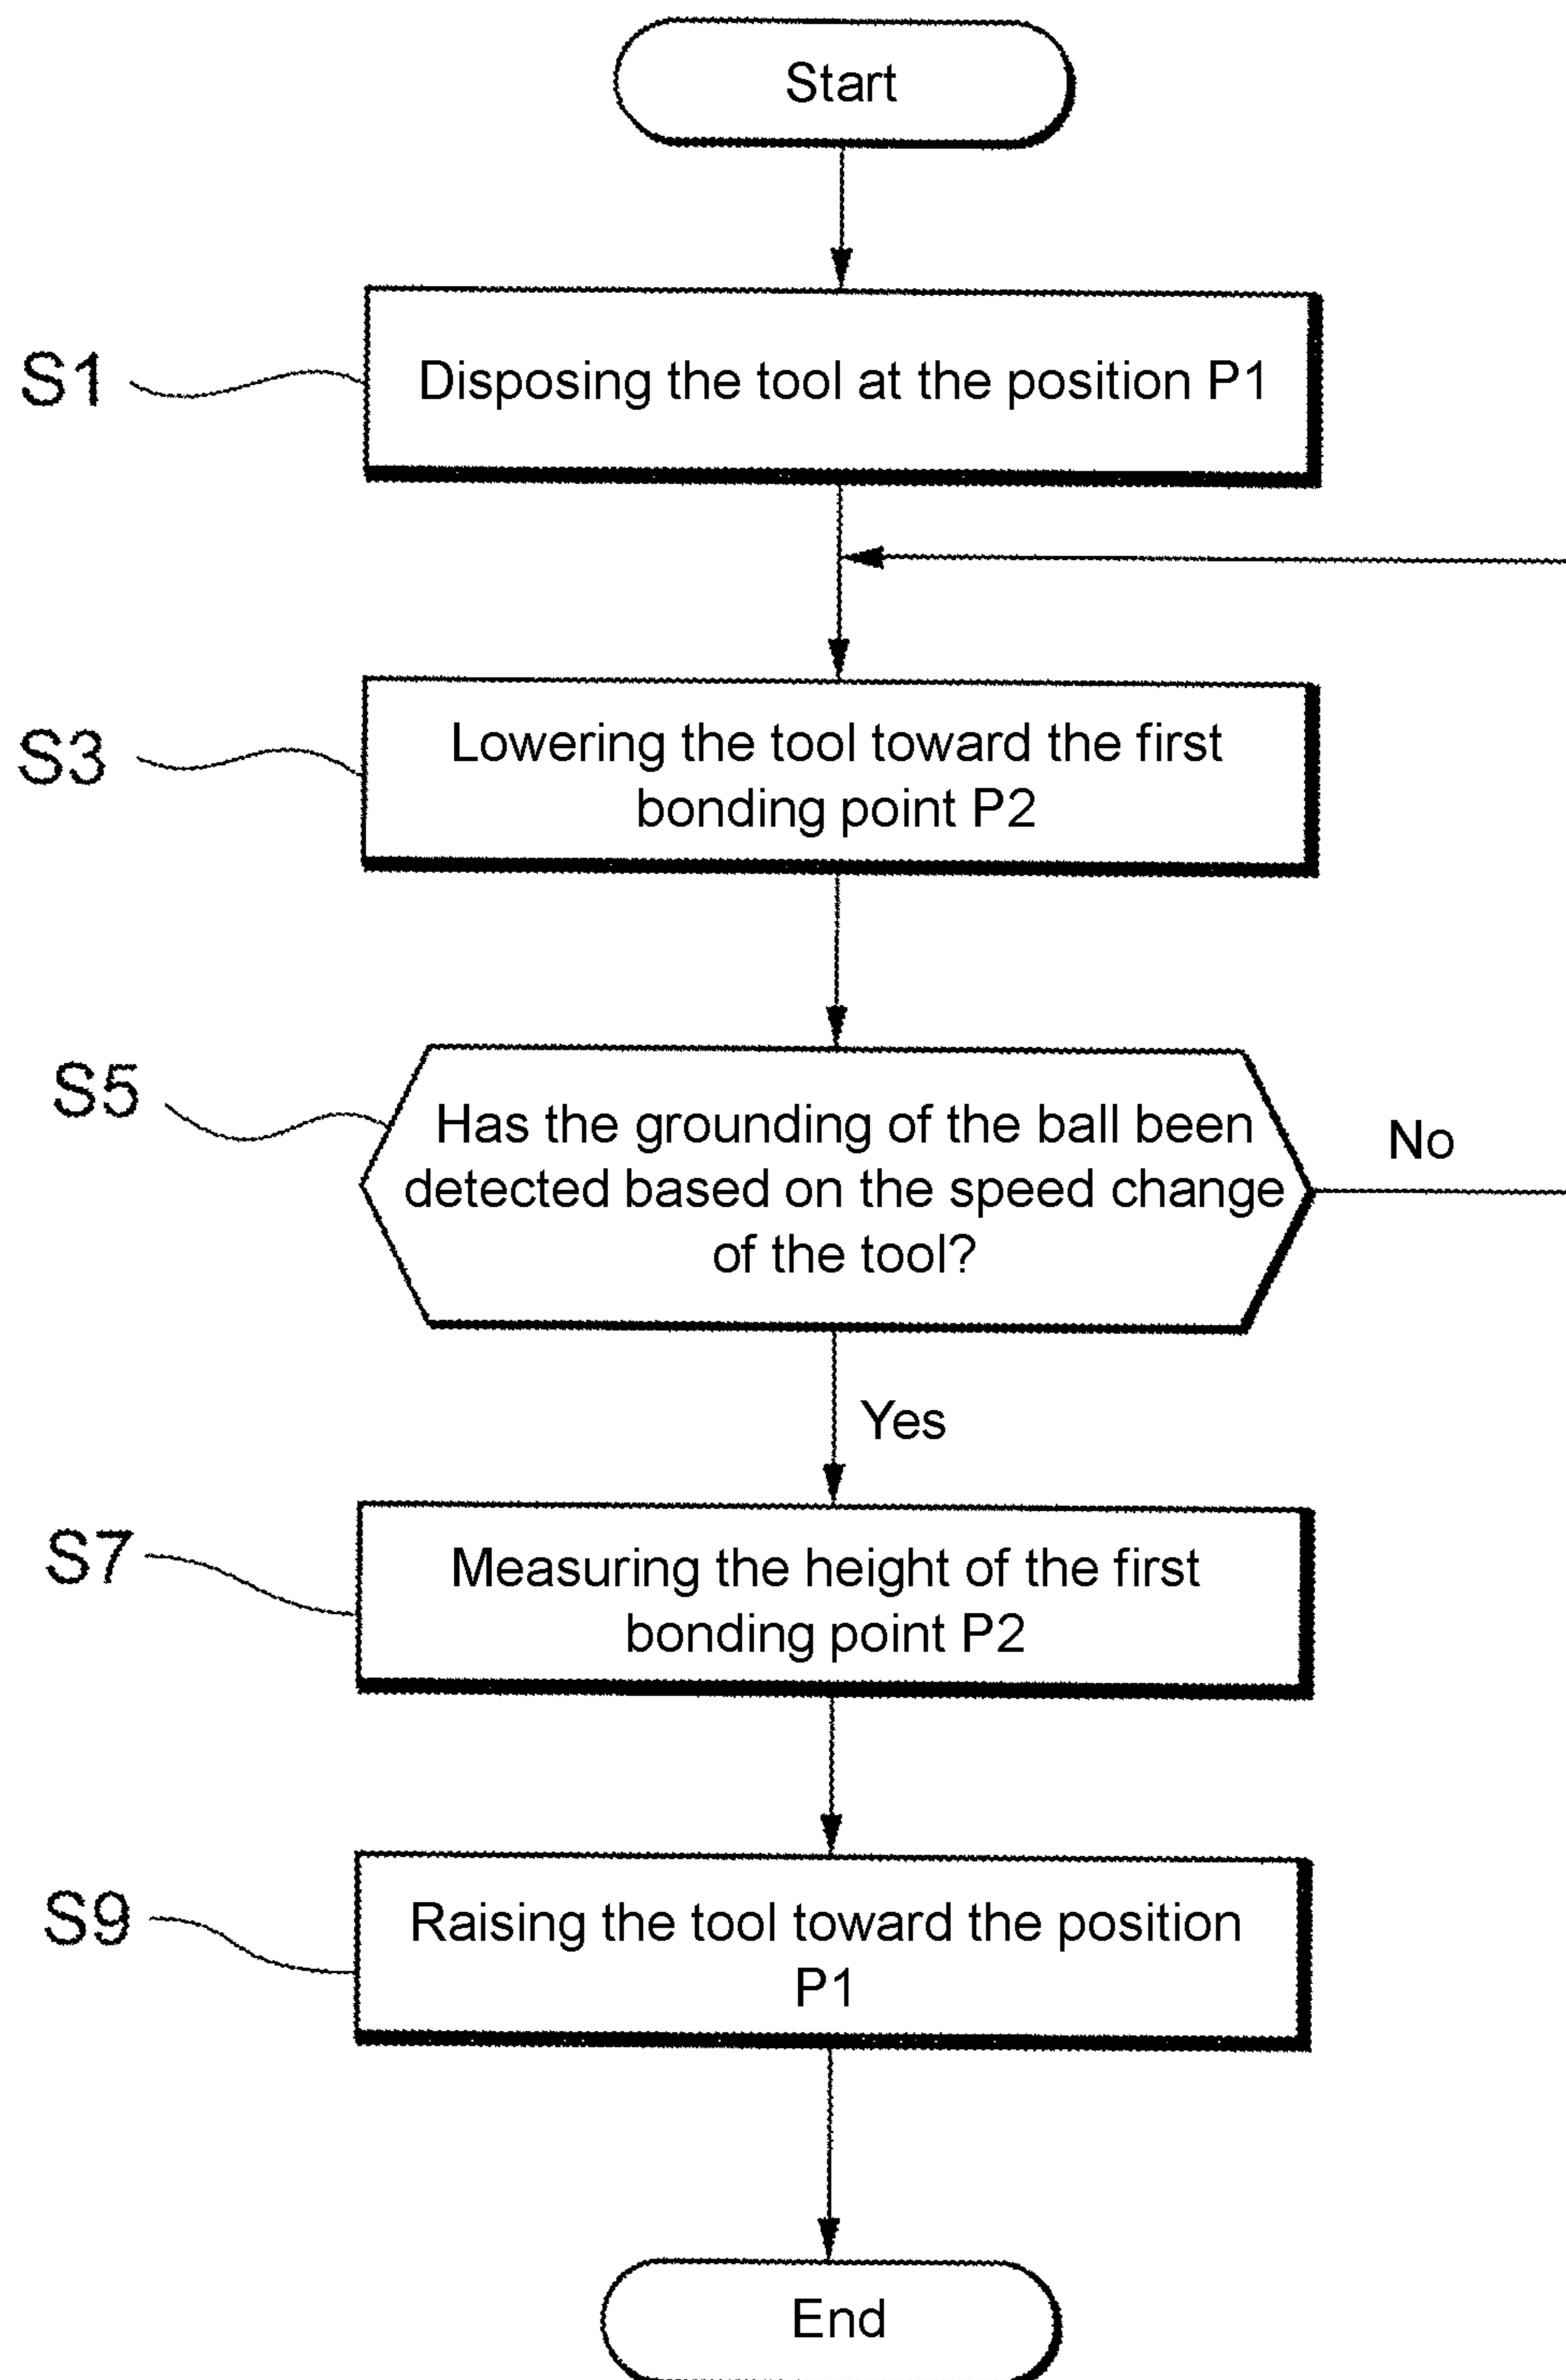 Start
S1
Disposing the tool at the position P1
S3
Lowering the tool toward the first
bonding point P2
S5
Has the grounding of the ball been
detected based on the speed change
of the tool?
No
Yes
S7
Measuring the height of the first
bonding point P2
S9
Raising the tool toward the position
P1
End